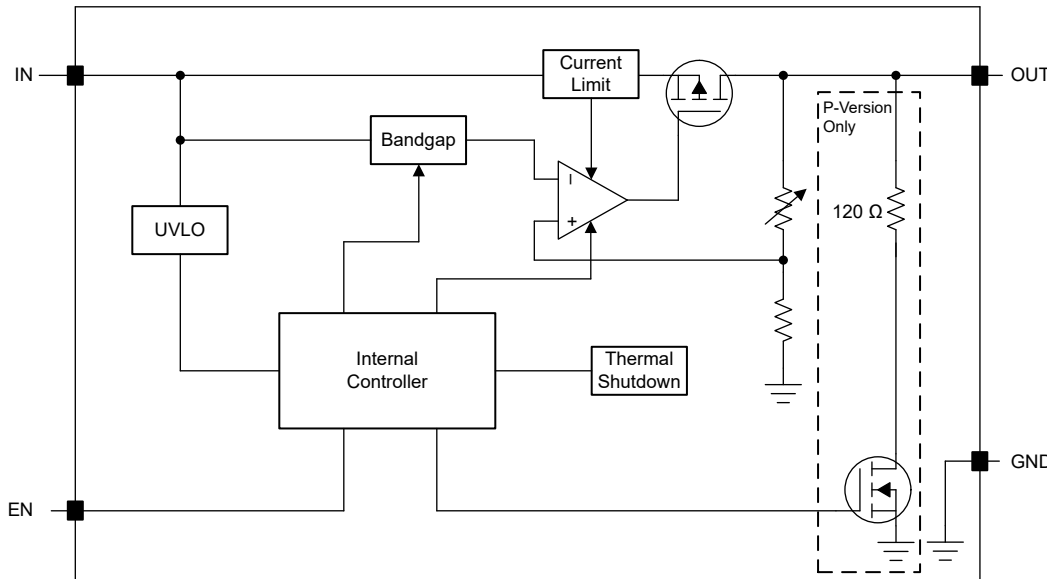 IN
Current
Limit
OUT
P-Version
Only
Bandgap
–
+
120 Ω
UVLO
Internal
Controller
Thermal
Shutdown
GND
EN